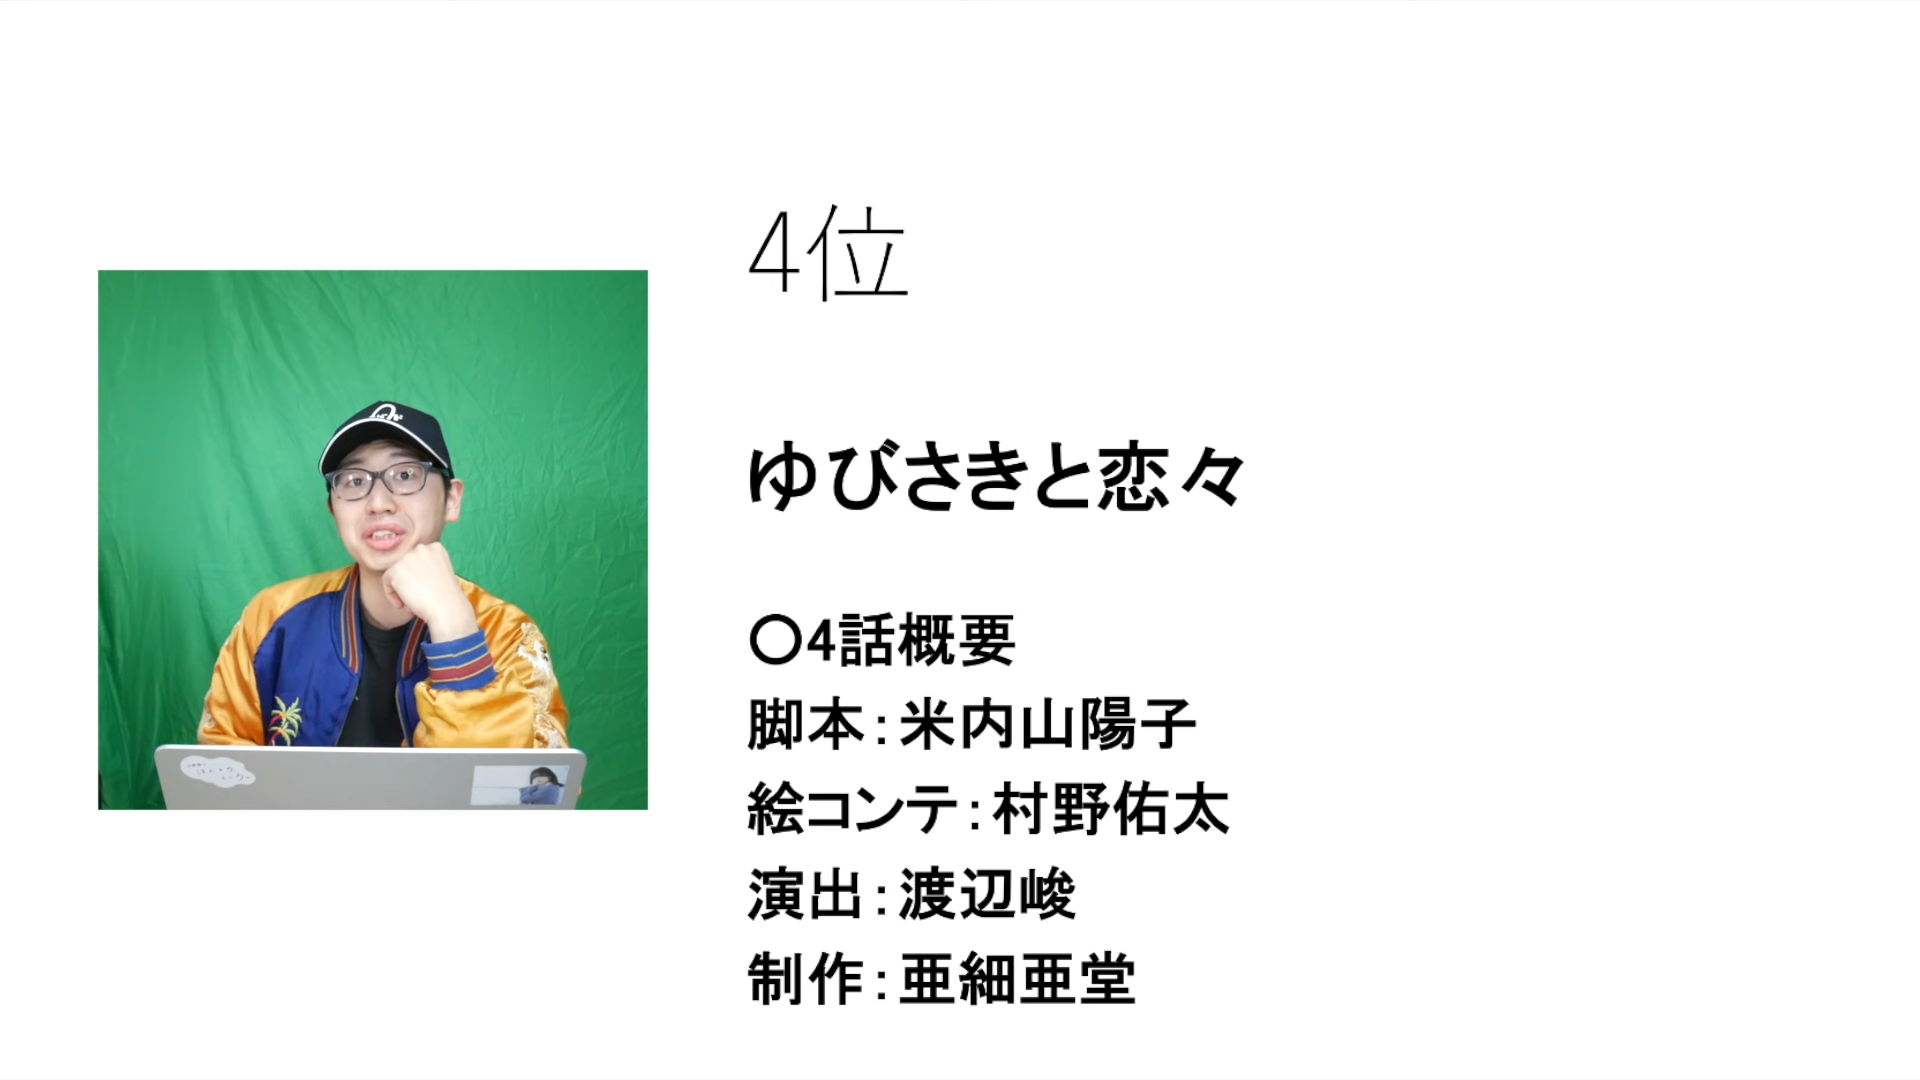 4位
ゆびさきと恋々
〇4話概要
脚本：米内山陽子
絵コンテ：村野佑太
演出：渡辺峻
制作：亜細亜堂